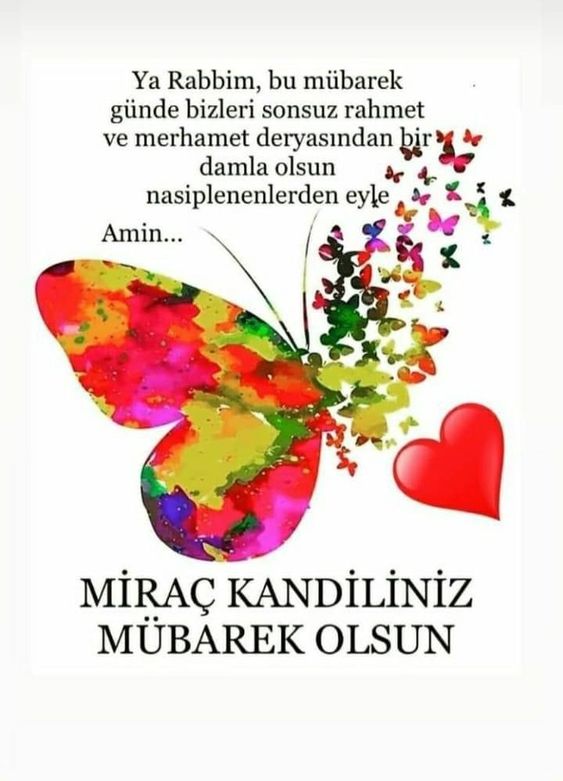 Ya Rabbim, bu mübarek
günde bizleri sonsuz rahmet
ve merhamet deryasından bir
damla olsun
nasiplenenlerden eyle
Amin...
MİRAÇ KANDİLİNİZ
MÜBAREK OLSUN